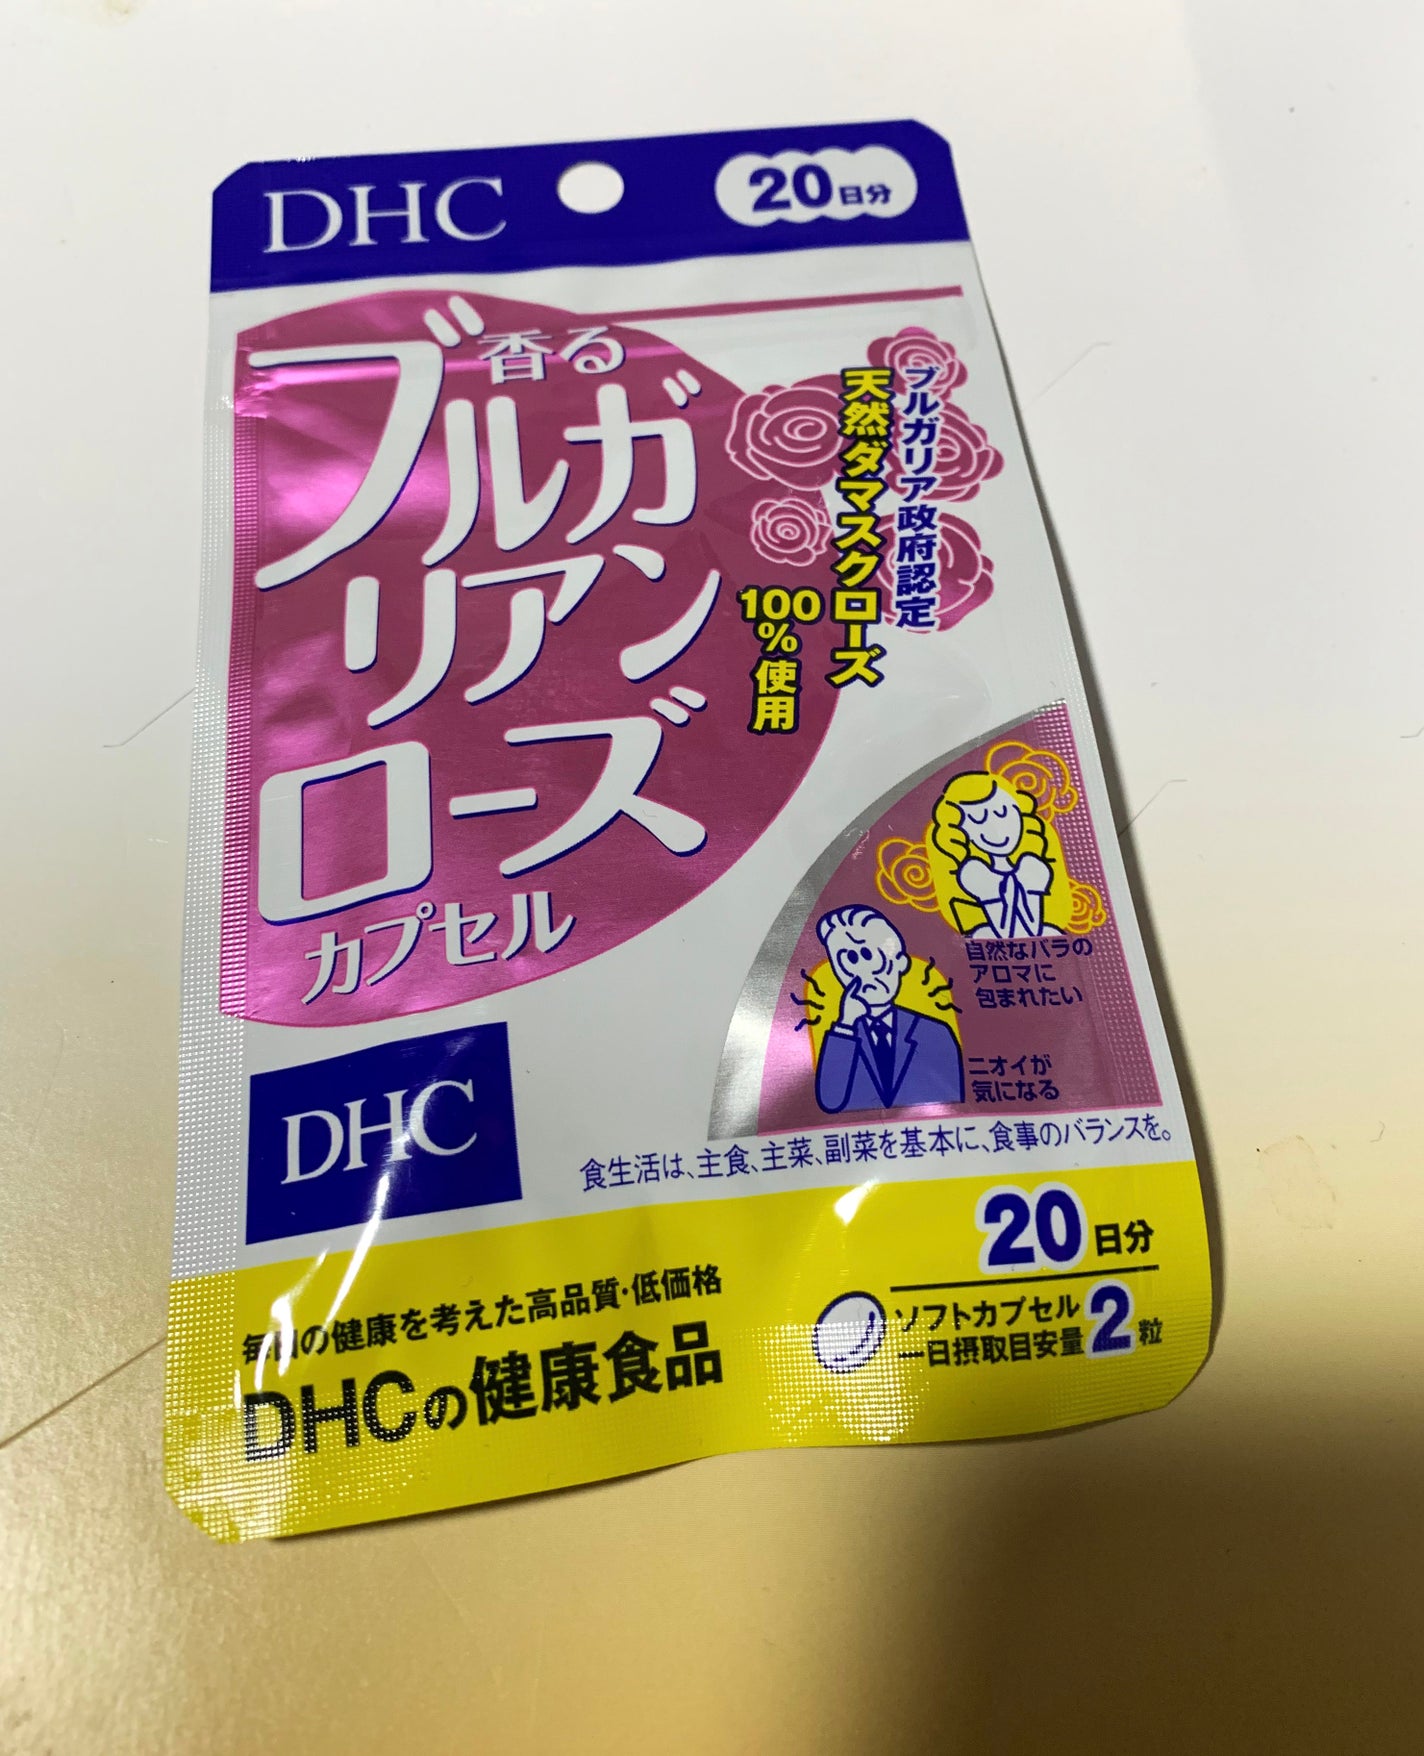 DHC
20日分
香る
ブルガ
リアン
ローズ
カプセル
ブルガリア政府認定
天然ダマスクローズ
100%使用
自然なバラの
アロマに
包まれたい
ニオイが
気になる
DHC
食生活は、主食、主菜、副菜を基本に、食事のバランスを。
毎日の健康を考えた高品質・低価格
DHCの健康食品
20日分
ソフトカプセル
一日摂取目安量2粒